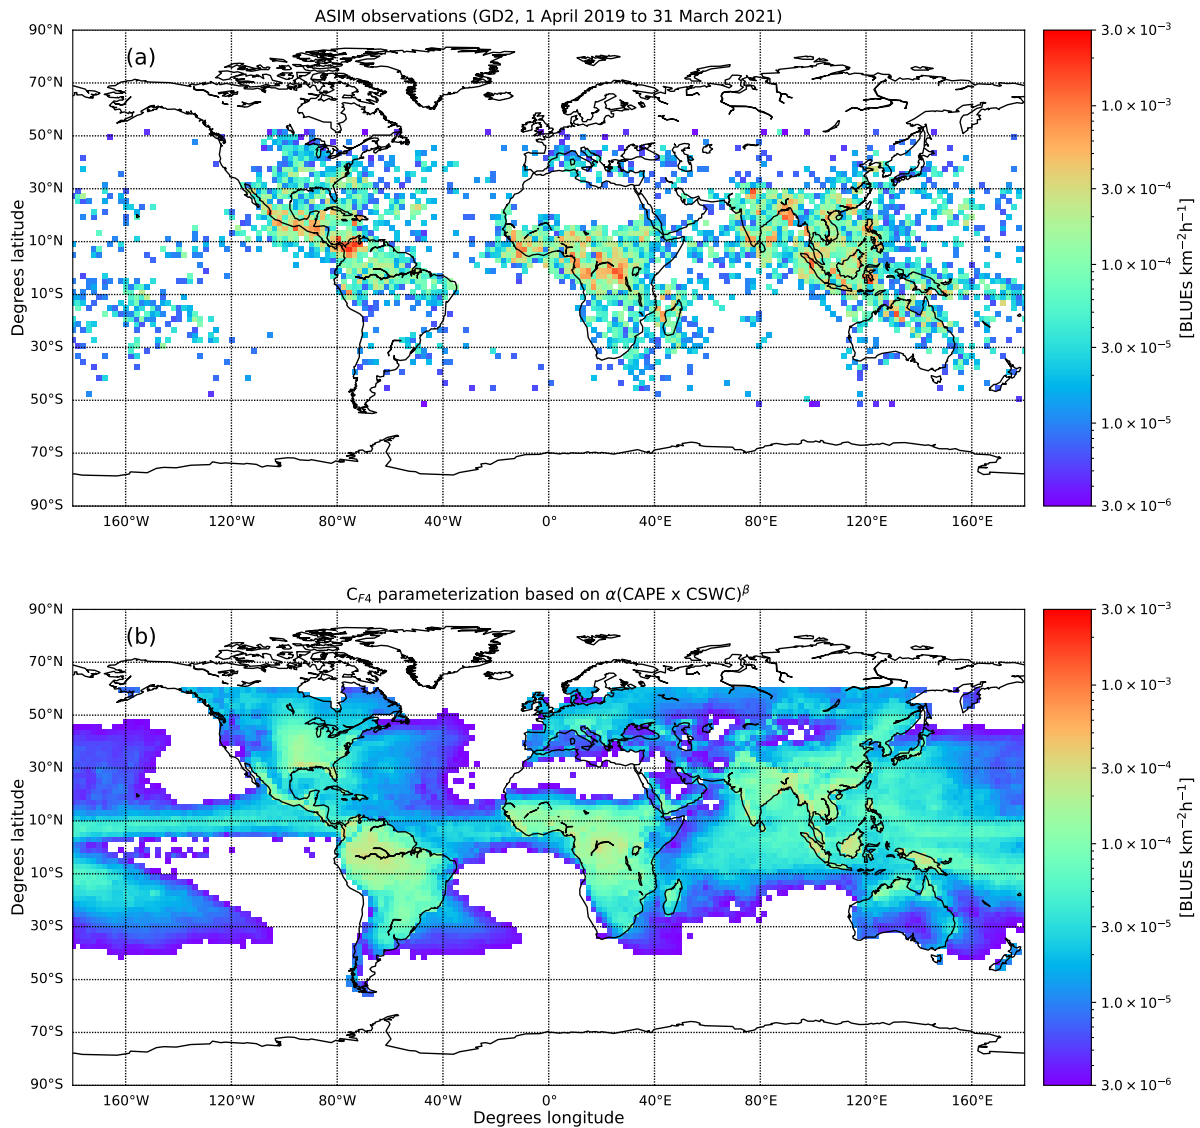 ASIM observations (GD2, 1 April 2019 to 31 March 2021)
(a)
90°N
70°N
50°N
30°N
10°N
10°S
30°S
50°S
70°S
90°S
Degrees latitude
160°W 120°W 80°W 40°W 0° 40°E 80°E 120°E 160°E
3.0 × 10⁻³
1.0 × 10⁻³
3.0 × 10⁻⁴
1.0 × 10⁻⁴
3.0 × 10⁻⁵
1.0 × 10⁻⁵
3.0 × 10⁻⁶
[BLUEs km⁻²h⁻¹]
C_F4 parameterization based on α(CAPE x CSWC)^β
(b)
90°N
70°N
50°N
30°N
10°N
10°S
30°S
50°S
70°S
90°S
Degrees latitude
160°W 120°W 80°W 40°W 0° 40°E 80°E 120°E 160°E
Degrees longitude
3.0 × 10⁻³
1.0 × 10⁻³
3.0 × 10⁻⁴
1.0 × 10⁻⁴
3.0 × 10⁻⁵
1.0 × 10⁻⁵
3.0 × 10⁻⁶
[BLUEs km⁻²h⁻¹]